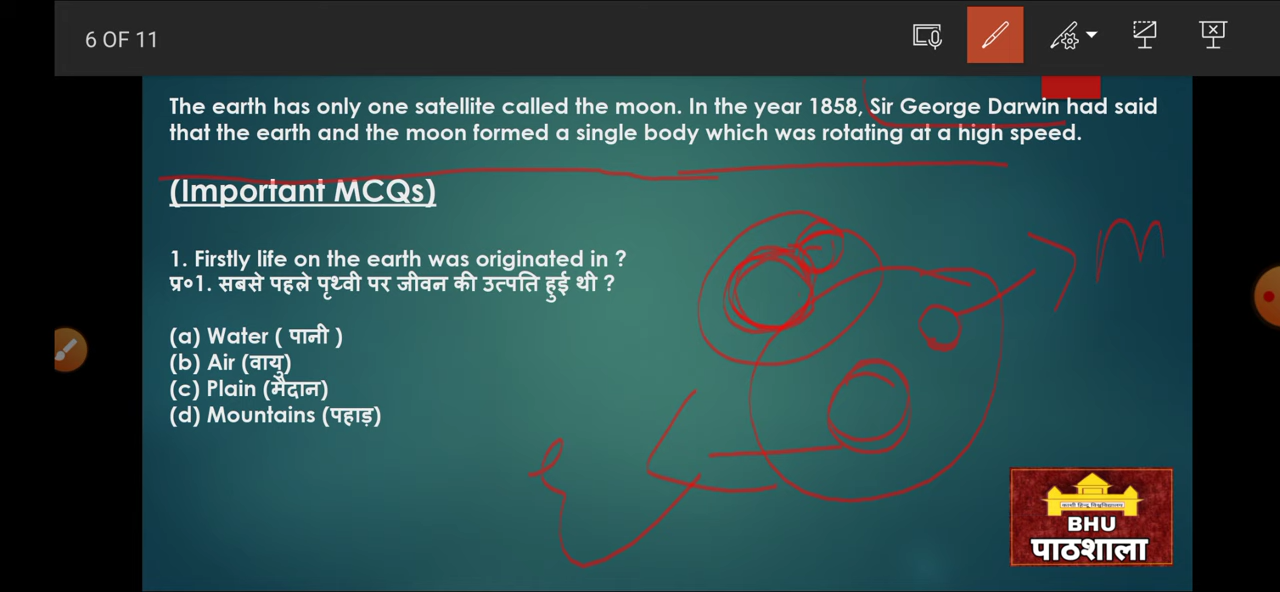 6 OF 11
The earth has only one satellite called the moon. In the year 1858, Sir George Darwin had said
that the earth and the moon formed a single body which was rotating at a high speed.
(Important MCQs)
1. Firstly life on the earth was originated in ?
प्र०1. सबसे पहले पृथ्वी पर जीवन की उत्पति हुई थी ?
(a) Water ( पानी )
(b) Air (वायु)
(c) Plain (मैदान)
(d) Mountains (पहाड़)
M
BHU
पाठशाला